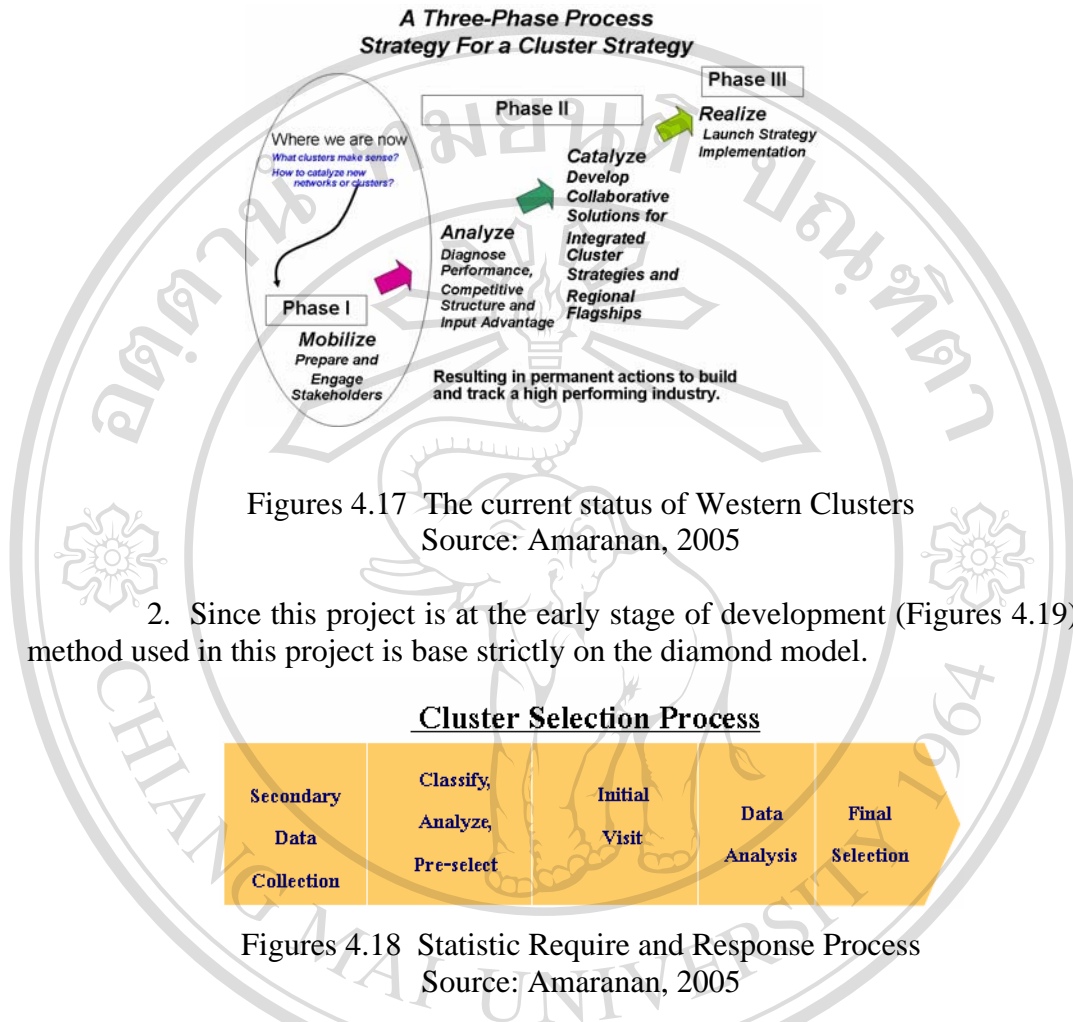 A Three-Phase Process
Strategy For a Cluster Strategy
Where we are now
What clusters make sense?
How to catalyze new
networks or clusters?
Phase I
Mobilize
Prepare and
Engage
Stakeholders
Phase II
Analyze
Diagnose
Performance,
Competitive
Structure and
Input Advantage
Catalyze
Develop
Collaborative
Solutions for
Integrated
Cluster
Strategies and
Regional
Flagships
Phase III
Realize
Launch Strategy
Implementation
Resulting in permanent actions to build
and track a high performing industry.
Figures 4.17 The current status of Western Clusters
Source: Amaranan, 2005
2. Since this project is at the early stage of development (Figures 4.19)
method used in this project is base strictly on the diamond model.
Cluster Selection Process
Secondary
Data
Collection
Classify,
Analyze,
Pre-select
Initial
Visit
Data
Analysis
Final
Selection
Figures 4.18 Statistic Require and Response Process
Source: Amaranan, 2005
CHIANG MAI UNIVERSITY 1964